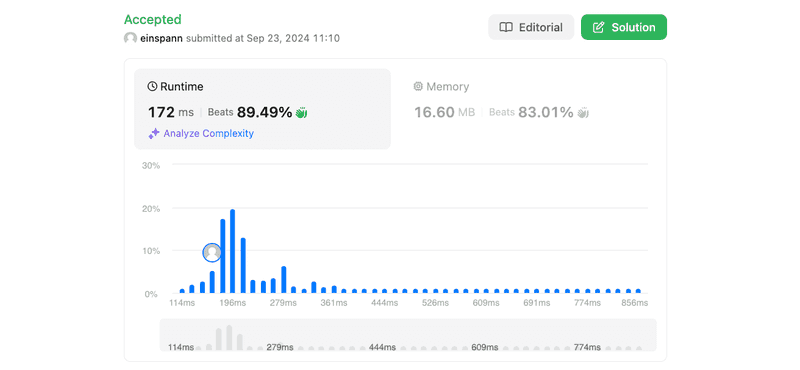 Accepted
einspann submitted at Sep 23, 2024 11:10
Editorial
Solution
Runtime
172 ms | Beats 89.49%
Analyze Complexity
Memory
16.60 MB | Beats 83.01%
30%
20%
10%
0%
114ms 196ms 279ms 361ms 444ms 526ms 609ms 691ms 774ms 856ms
114ms 279ms 444ms 609ms 774ms